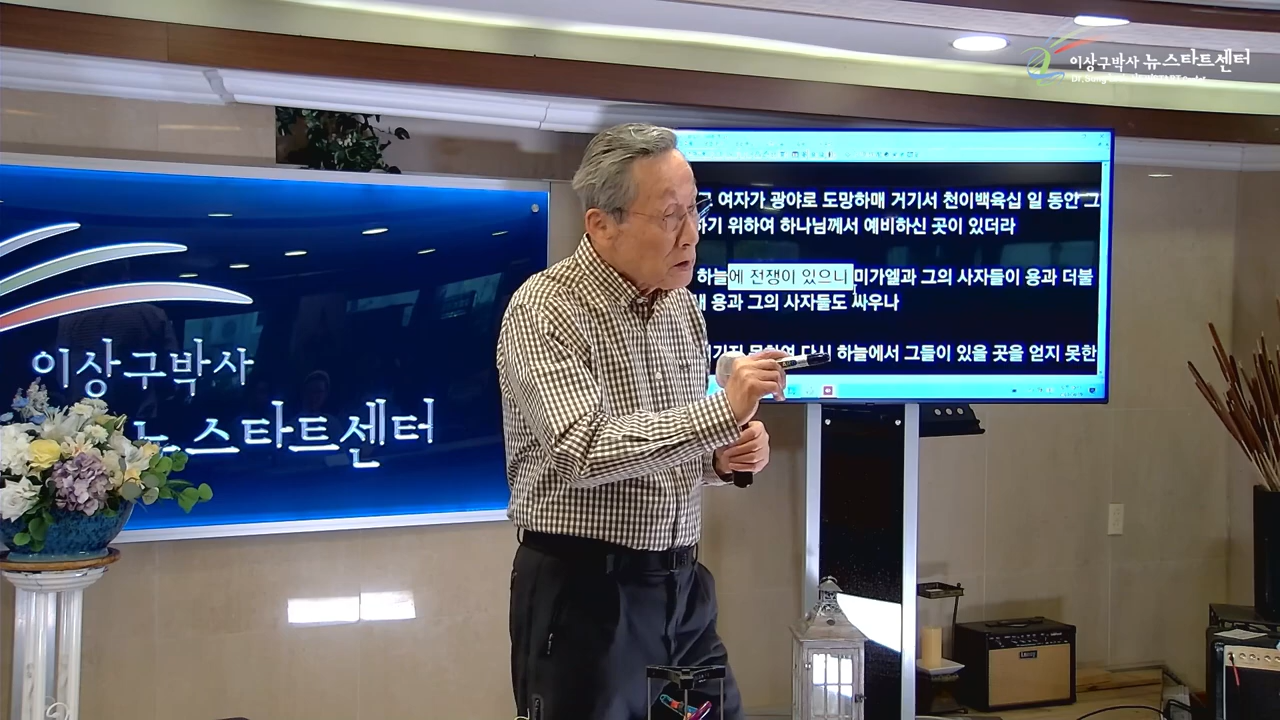 이상구박사 뉴스타트센터
여자가 광야로 도망하매 거기서 천이백육십 일 동안 그
하기 위하여 하나님께서 예비하신 곳이 있더라
하늘에 전쟁이 있으니 미가엘과 그의 사자들이 용과 더불
용과 그의 사자들도 싸우나
못하여 다시 하늘에서 그들이 있을 곳을 얻지 못한
이상구박사
뉴스타트센터